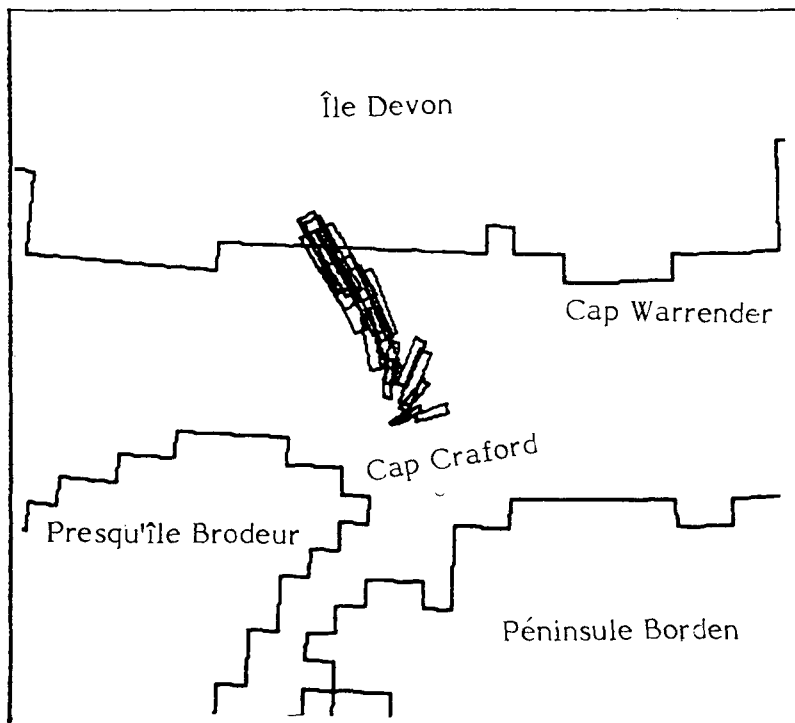 Île Devon
Cap Warrender
Cap Craford
Presqu'île Brodeur
Péninsule Borden